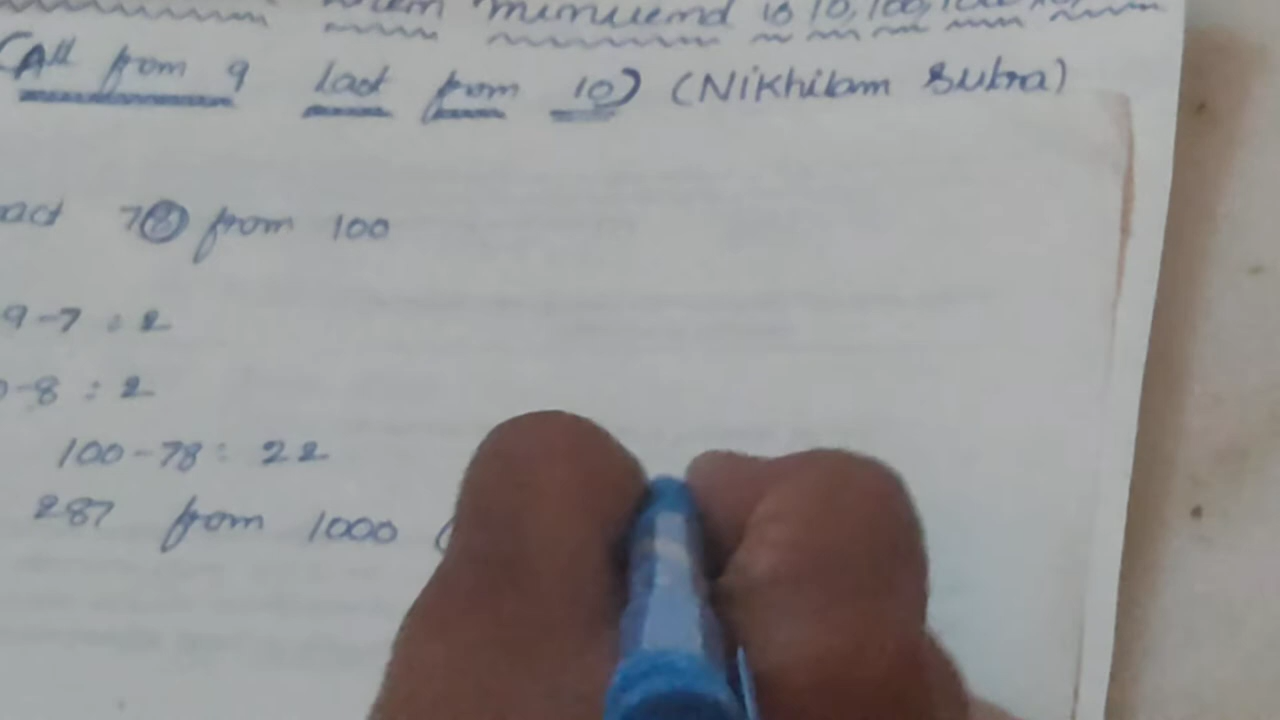 minuend is 10, 100,
(All from 9 last from 10) (Nikhilam Sutra)
78 from 100
9-7 = 2
-8 = 2
100-78 = 22
287 from 1000 (